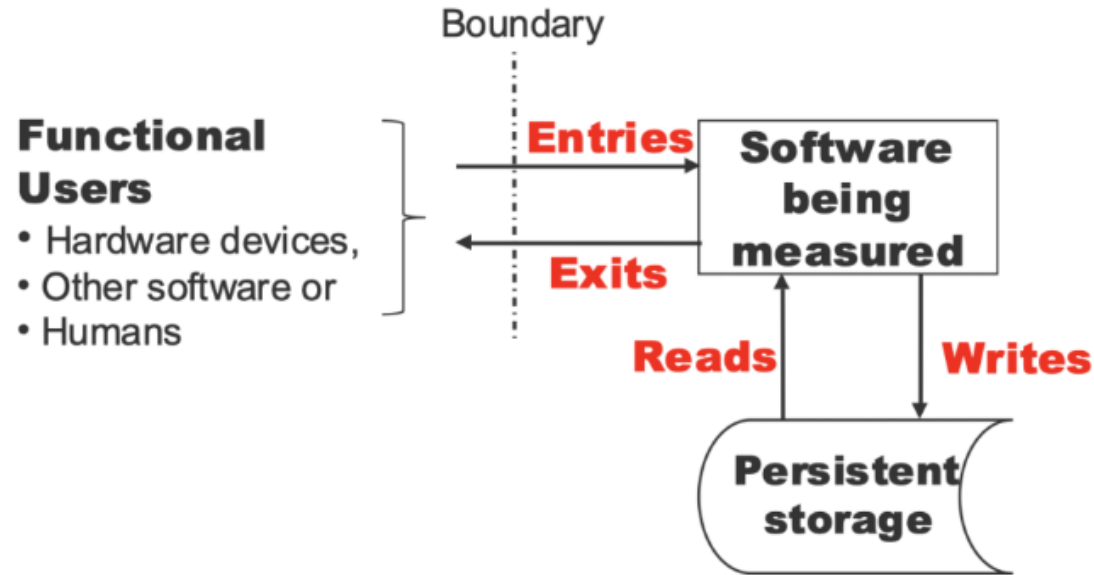 Boundary
Functional
Users
• Hardware devices,
• Other software or
• Humans
Entries
Exits
Software
being
measured
Reads
Writes
Persistent
storage